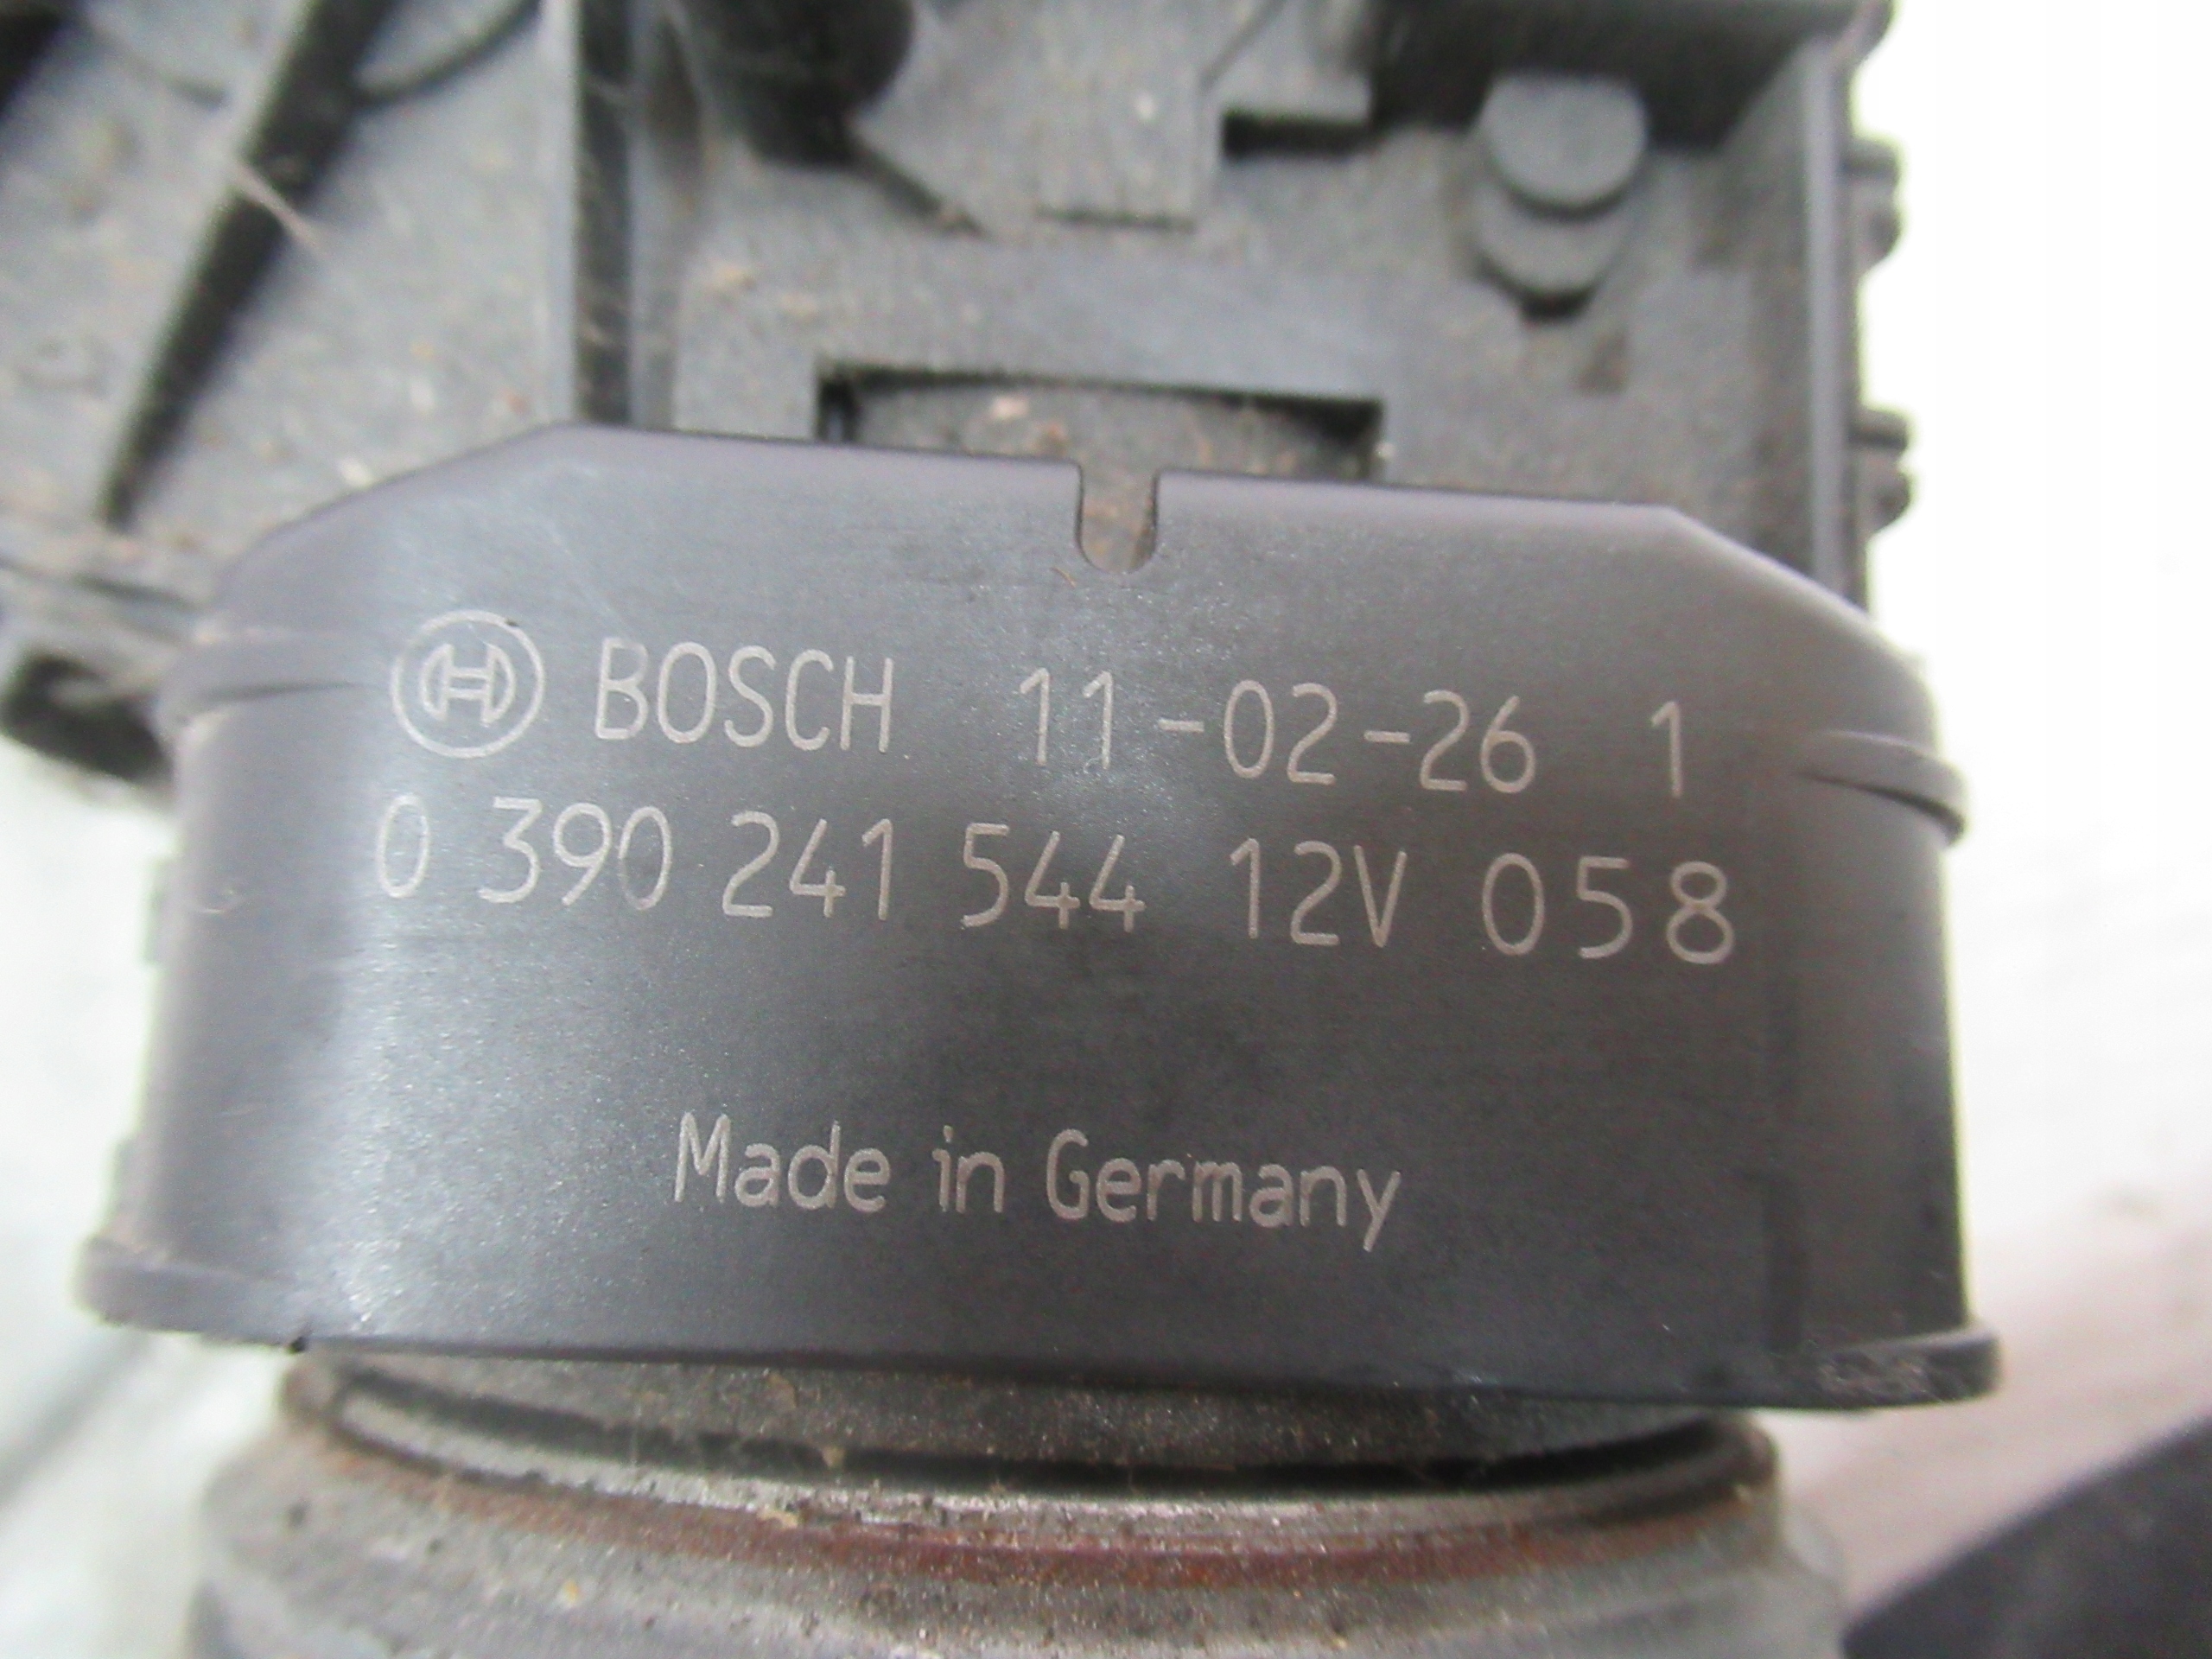 BOSCH 11-02-26 1
0 390 241 544 12V 058
Made in Germany